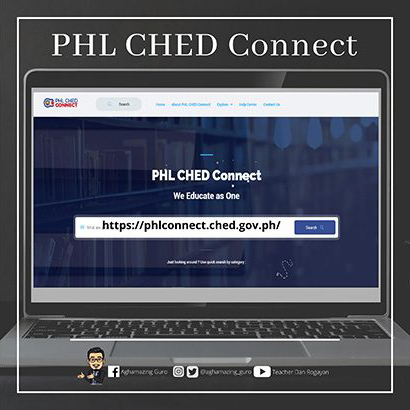 PHL CHED Connect
PHL CHED
CONNECT
Search
Home About PHL CHED Connect Explore Help Center Contact Us
PHL CHED Connect
We Educate as One
https://phlconnect.ched.gov.ph/
Search
Just looking around ? Use quick search by category :
Aghamazing Guro @aghamazing_guro Teacher Dan Rogayan